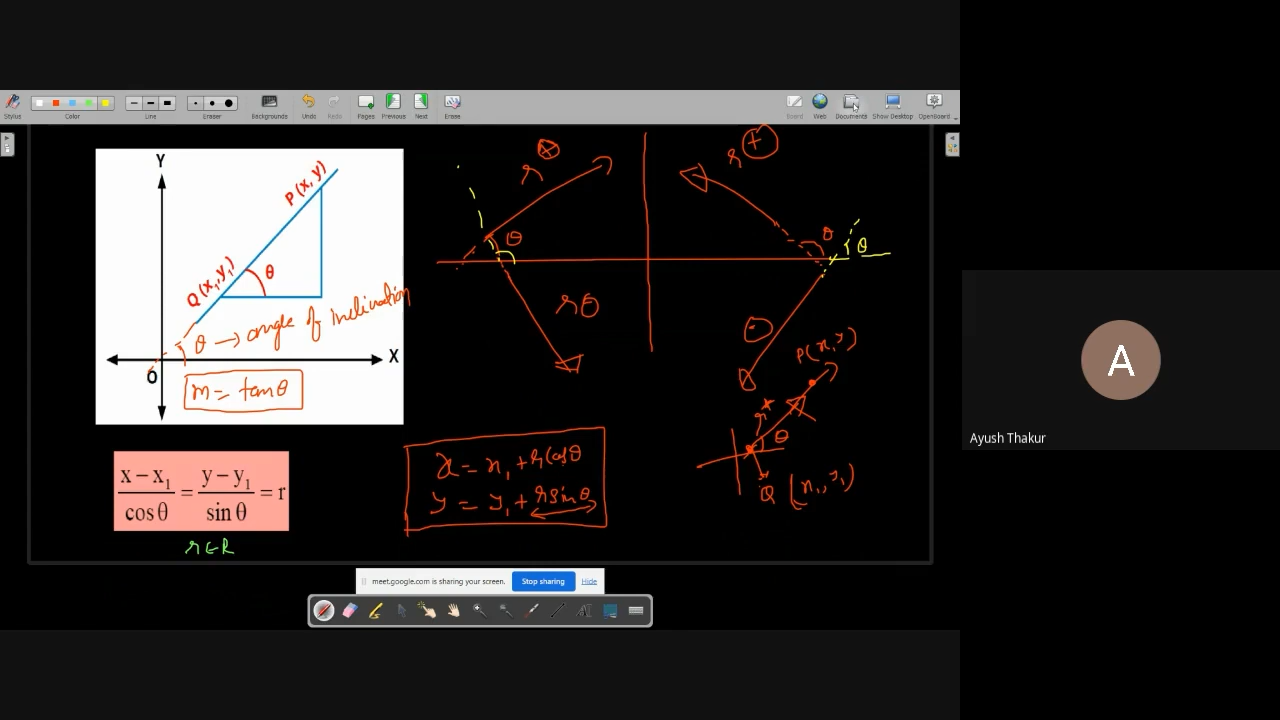 Stylus
Color
Line
Eraser
Backgrounds
Undo
Redo
Pages
Previous
Next
Erase
Board
Web
Documents
Show Desktop
OpenBoard
Y
P(x, y)
Q(x, y₁)
θ
θ → angle of inclination
O
X
m = tanθ
r ⊕
θ
r ⊖
r ⊕
θ
θ
⊖
P(x, y)
r
θ
Q (x₁, y₁)
x = x₁ + r cosθ
y = y₁ + r sinθ
x − x₁ / cosθ = y − y₁ / sinθ = r
r ∈ R
meet.google.com is sharing your screen.
Stop sharing
Hide
A
Ayush Thakur